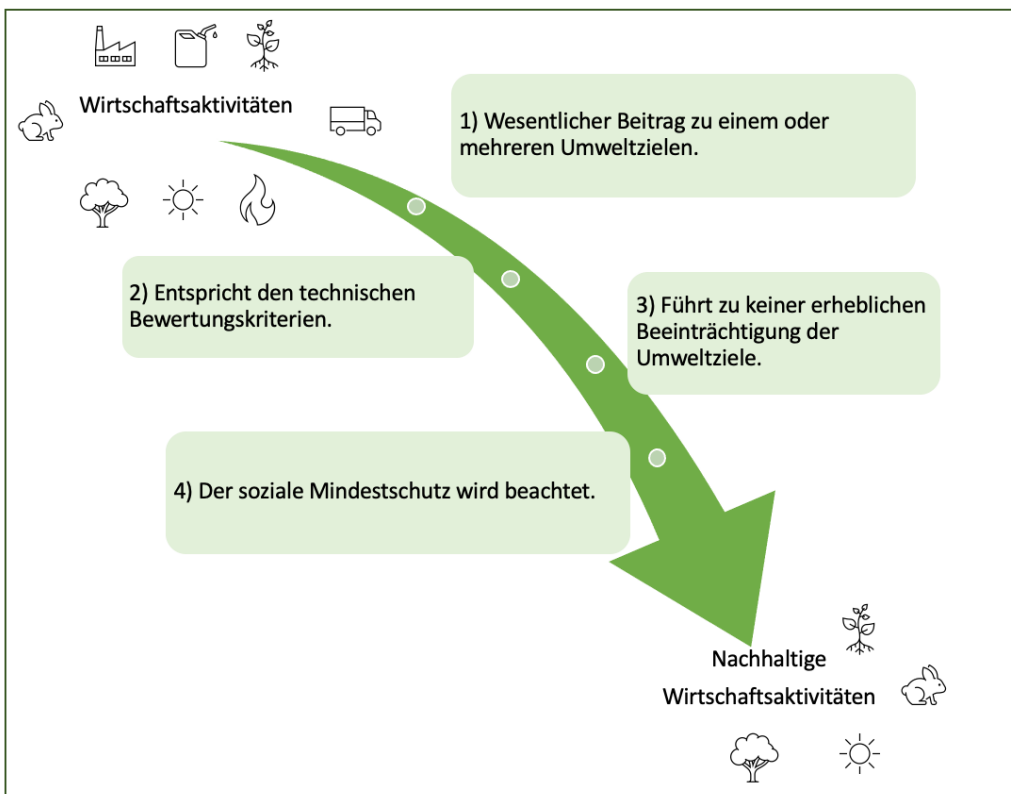 Wirtschaftsaktivitäten
1) Wesentlicher Beitrag zu einem oder
mehreren Umweltzielen.
2) Entspricht den technischen
Bewertungskriterien.
3) Führt zu keiner erheblichen
Beeinträchtigung der
Umweltziele.
4) Der soziale Mindestschutz wird beachtet.
Nachhaltige
Wirtschaftsaktivitäten